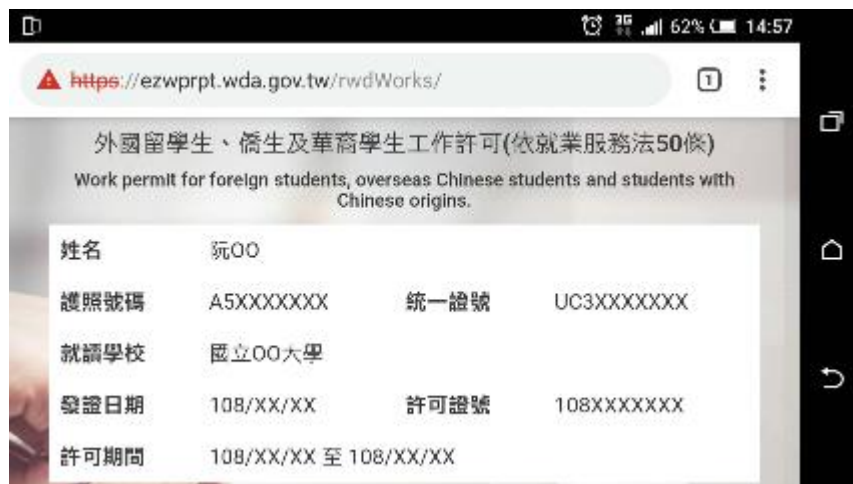 3G 62% 14:57
https://ezwprpt.wda.gov.tw/rwdWorks/ 1
外國留學生、僑生及華裔學生工作許可(依就業服務法50條)
Work permit for foreign students, overseas Chinese students and students with
Chinese origins.
姓名 阮OO
護照號碼 A5XXXXXXX 統一證號 UC3XXXXXXX
就讀學校 國立OO大學
發證日期 108/XX/XX 許可證號 108XXXXXXX
許可期間 108/XX/XX 至 108/XX/XX